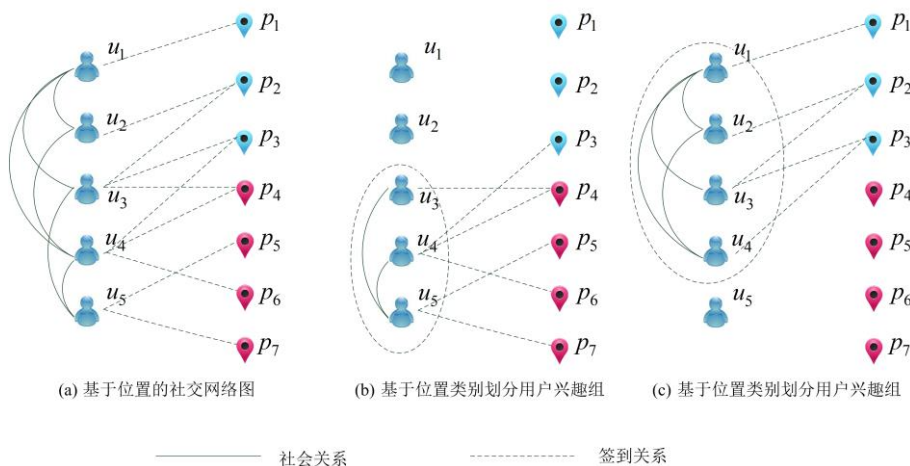 u1
u2
u3
u4
u5
p1
p2
p3
p4
p5
p6
p7
(a) 基于位置的社交网络图
u1
u2
u3
u4
u5
p1
p2
p3
p4
p5
p6
p7
(b) 基于位置类别划分用户兴趣组
u1
u2
u3
u4
u5
p1
p2
p3
p4
p5
p6
p7
(c) 基于位置类别划分用户兴趣组
社会关系
签到关系